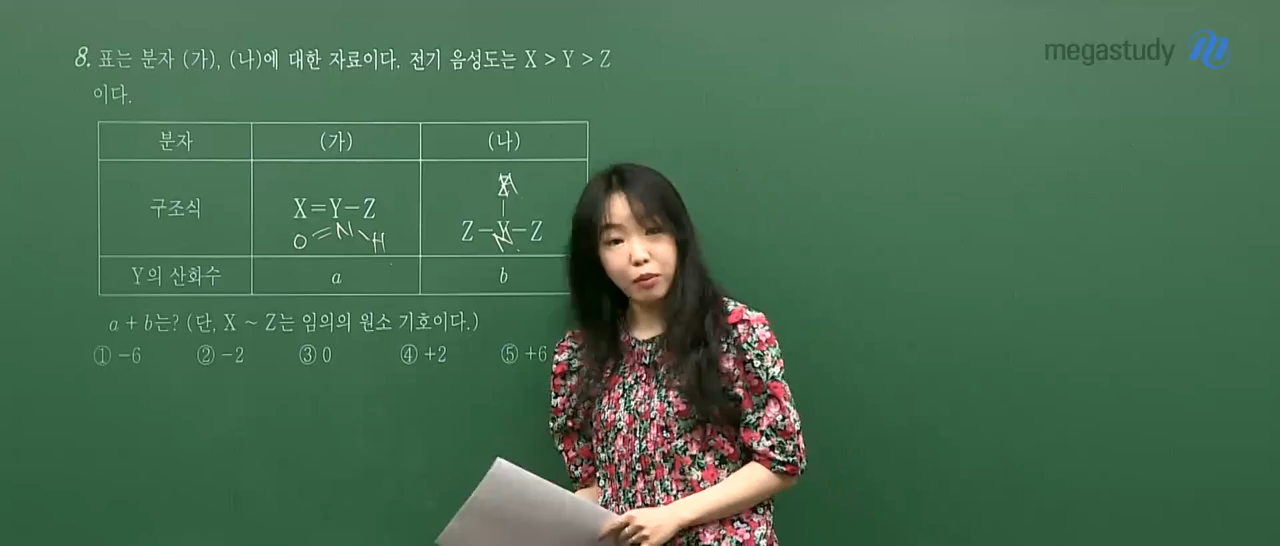 megastudy
8. 표는 분자 (가), (나)에 대한 자료이다. 전기 음성도는 X > Y > Z
이다.
분자 (가) (나)
Z
구조식 X=Y-Z
O=N-H
Z-Y-Z
N
Y의 산화수 a b
a + b는? (단, X ~ Z는 임의의 원소 기호이다.)
① -6 ② -2 ③ 0 ④ +2 ⑤ +6